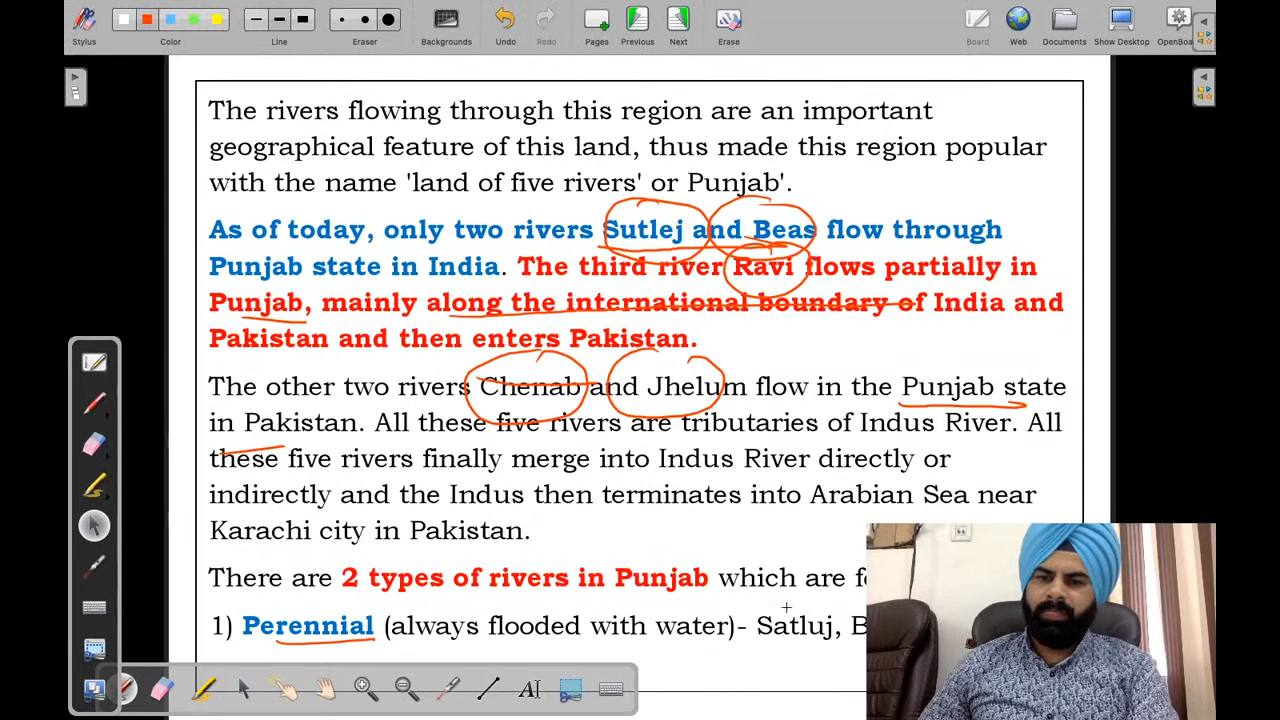 Stylus
Color
Line
Eraser
Backgrounds
Undo
Redo
Pages
Previous
Next
Erase
Board
Web
Documents
Show Desktop
OpenBoa
The rivers flowing through this region are an important
geographical feature of this land, thus made this region popular
with the name 'land of five rivers' or Punjab'.
As of today, only two rivers Sutlej and Beas flow through
Punjab state in India. The third river Ravi flows partially in
Punjab, mainly along the international boundary of India and
Pakistan and then enters Pakistan.
The other two rivers Chenab and Jhelum flow in the Punjab state
in Pakistan. All these five rivers are tributaries of Indus River. All
these five rivers finally merge into Indus River directly or
indirectly and the Indus then terminates into Arabian Sea near
Karachi city in Pakistan.
There are 2 types of rivers in Punjab which are
1) Perennial (always flooded with water)- Satluj, B